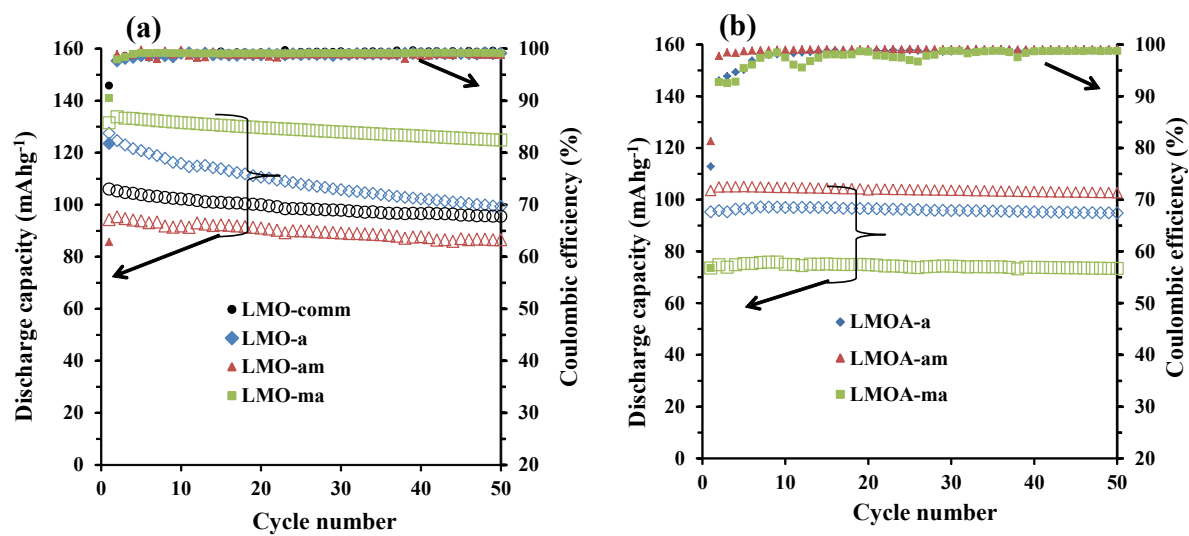 (a)
160
140
120
100
80
60
40
20
0
Discharge capacity (mAhg-1)
100
90
80
70
60
50
40
30
20
Coulombic efficiency (%)
LMO-comm
LMO-a
LMO-am
LMO-ma
0 10 20 30 40 50
Cycle number
(b)
160
140
120
100
80
60
40
20
0
Discharge capacity (mAhg-1)
100
90
80
70
60
50
40
30
20
Coulombic efficiency (%)
LMOA-a
LMOA-am
LMOA-ma
0 10 20 30 40 50
Cycle number